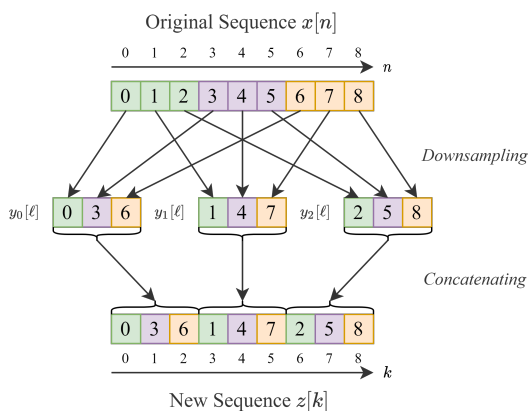 Original Sequence x[n]
0 1 2 3 4 5 6 7 8
n
0 1 2 3 4 5 6 7 8
Downsampling
y₀[ℓ] 0 3 6 y₁[ℓ] 1 4 7 y₂[ℓ] 2 5 8
Concatenating
0 3 6 1 4 7 2 5 8
0 1 2 3 4 5 6 7 8
k
New Sequence z[k]